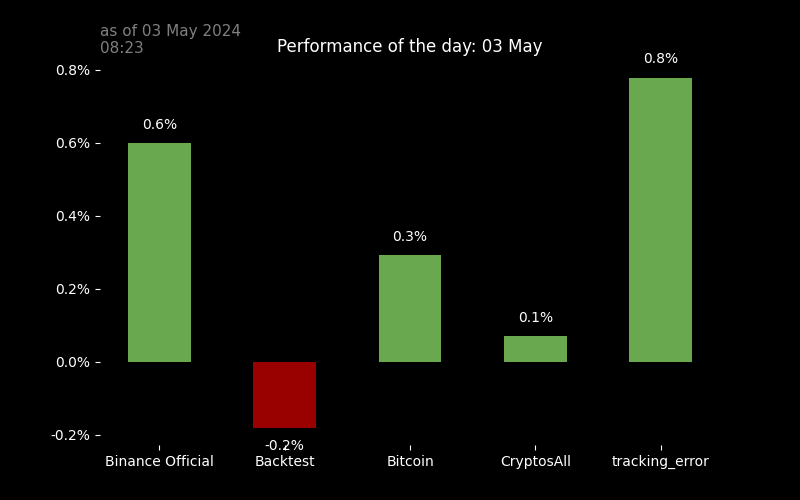 as of 03 May 2024
08:23
Performance of the day: 03 May
0.8%
0.6%
0.4%
0.2%
0.0%
-0.2%
0.6%
-0.2%
0.3%
0.1%
0.8%
Binance Official
Backtest
Bitcoin
CryptosAll
tracking_error